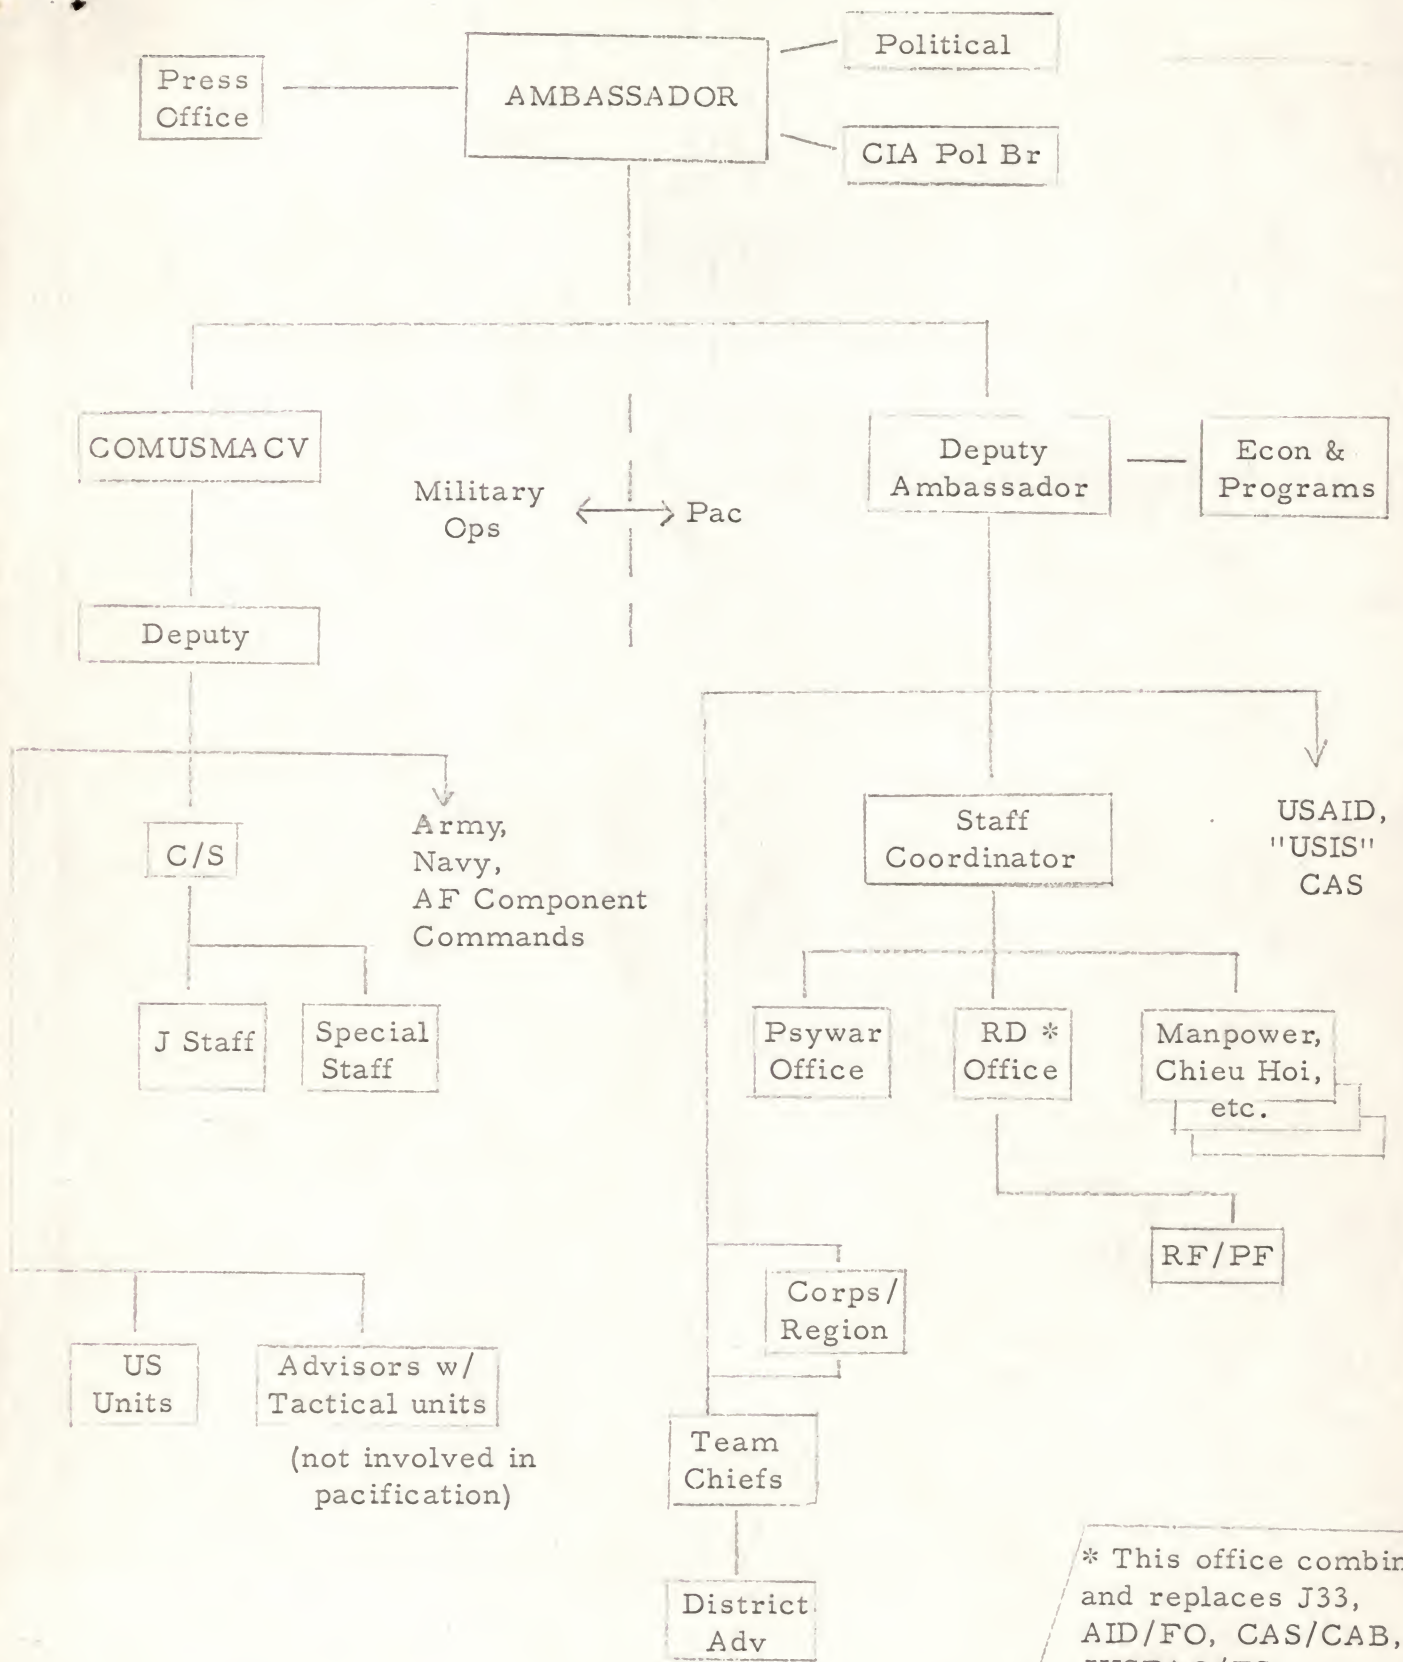 Political
Press
Office
AMBASSADOR
CIA Pol Br
COMUSMACV
Deputy
Ambassador
Econ &
Programs
Military
Ops
Pac
Deputy
C/S
Army,
Navy,
AF Component
Commands
Staff
Coordinator
USAID,
"USIS"
CAS
J Staff
Special
Staff
Psywar
Office
RD *
Office
Manpower,
Chieu Hoi,
etc.
RF/PF
Corps/
Region
US
Units
Advisors w/
Tactical units
(not involved in
pacification)
Team
Chiefs
District
Adv
* This office combin
and replaces J33,
AID/FO, CAS/CAB,